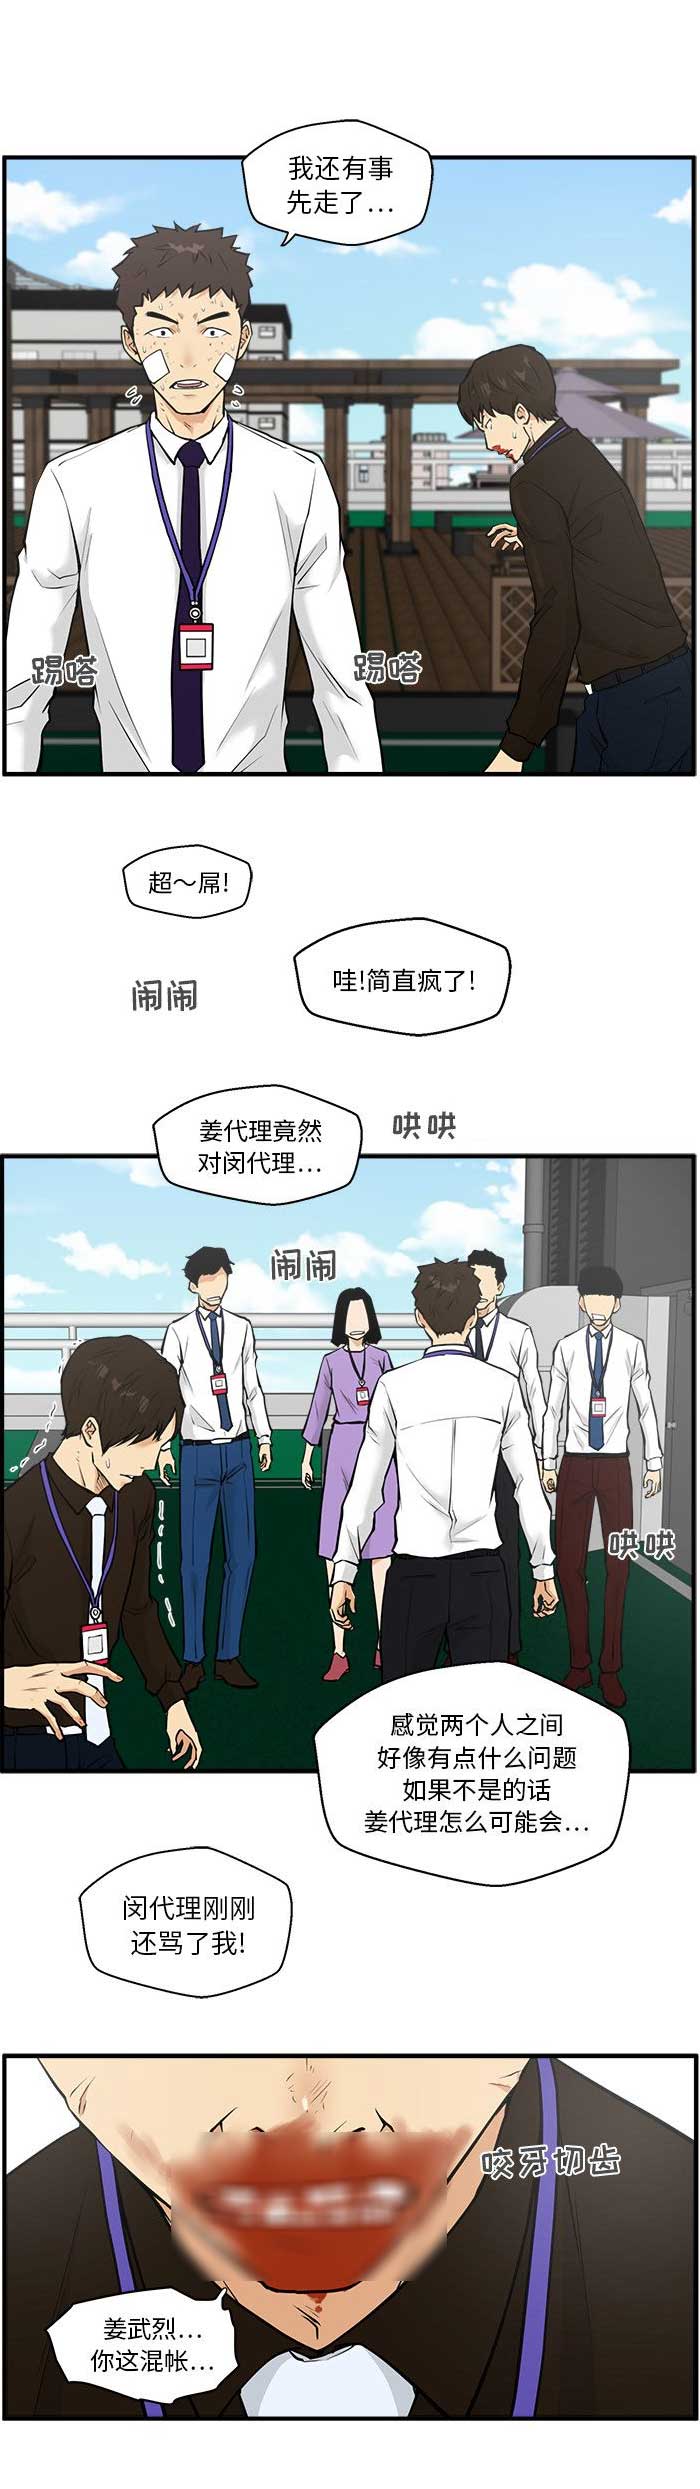 我还有事
先走了...
踢嗒
踢嗒
超～屌!
哇!简直疯了!
闹闹
姜代理竟然
对闵代理...
哄哄
闹闹
哄哄
感觉两个人之间
好像有点什么问题
如果不是的话
姜代理怎么可能会...
闵代理刚刚
还骂了我!
咬牙切齿
姜武烈...
你这混帐...